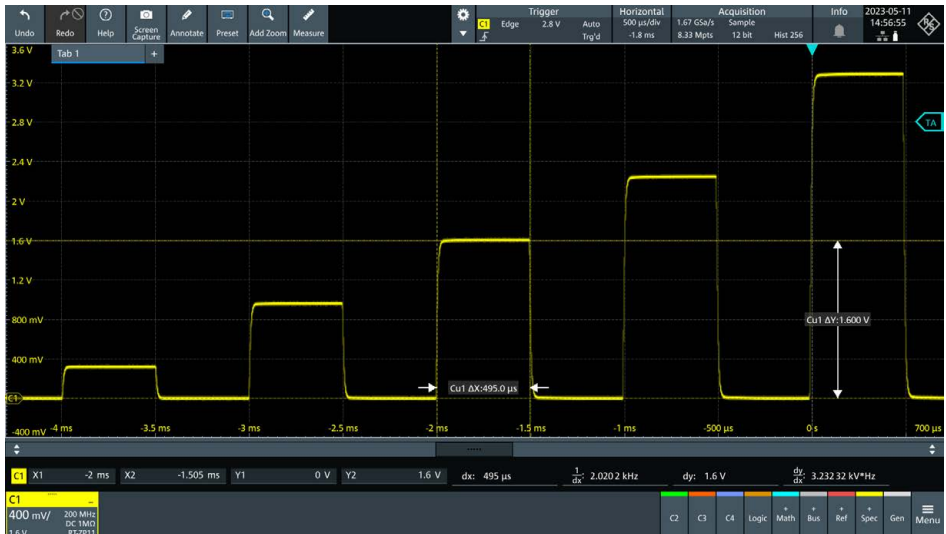 Undo
Redo
Help
Screen Capture
Annotate
Preset
Add Zoom
Measure
Trigger
C1 Edge 2.8 V Auto
Trg'd
Horizontal
500 µs/div
-1.8 ms
Acquisition
1.67 GSa/s Sample
8.33 Mpts 12 bit Hist 256
Info
2023-05-11
14:56:55
Tab 1 +
3.6 V
3.2 V
2.8 V
TA
2.4 V
2 V
1.6 V
1.2 V
800 mV
Cu1 ΔY:1.600 V
400 mV
Cu1 ΔX:495.0 µs
C1
-400 mV
-4 ms -3.5 ms -3 ms -2.5 ms -2 ms -1.5 ms -1 ms -500 µs 0 s 700 µs
C1 X1 -2 ms X2 -1.505 ms Y1 0 V Y2 1.6 V dx: 495 µs 1/dx: 2.020 2 kHz dy: 1.6 V dy/dx: 3.232 32 kV*Hz
C1
400 mV/ 200 MHz
DC 1MΩ
1.6 V RT-ZP11
C2
C3
C4
Logic
+ Math
+ Bus
+ Ref
+ Spec
Gen
Menu